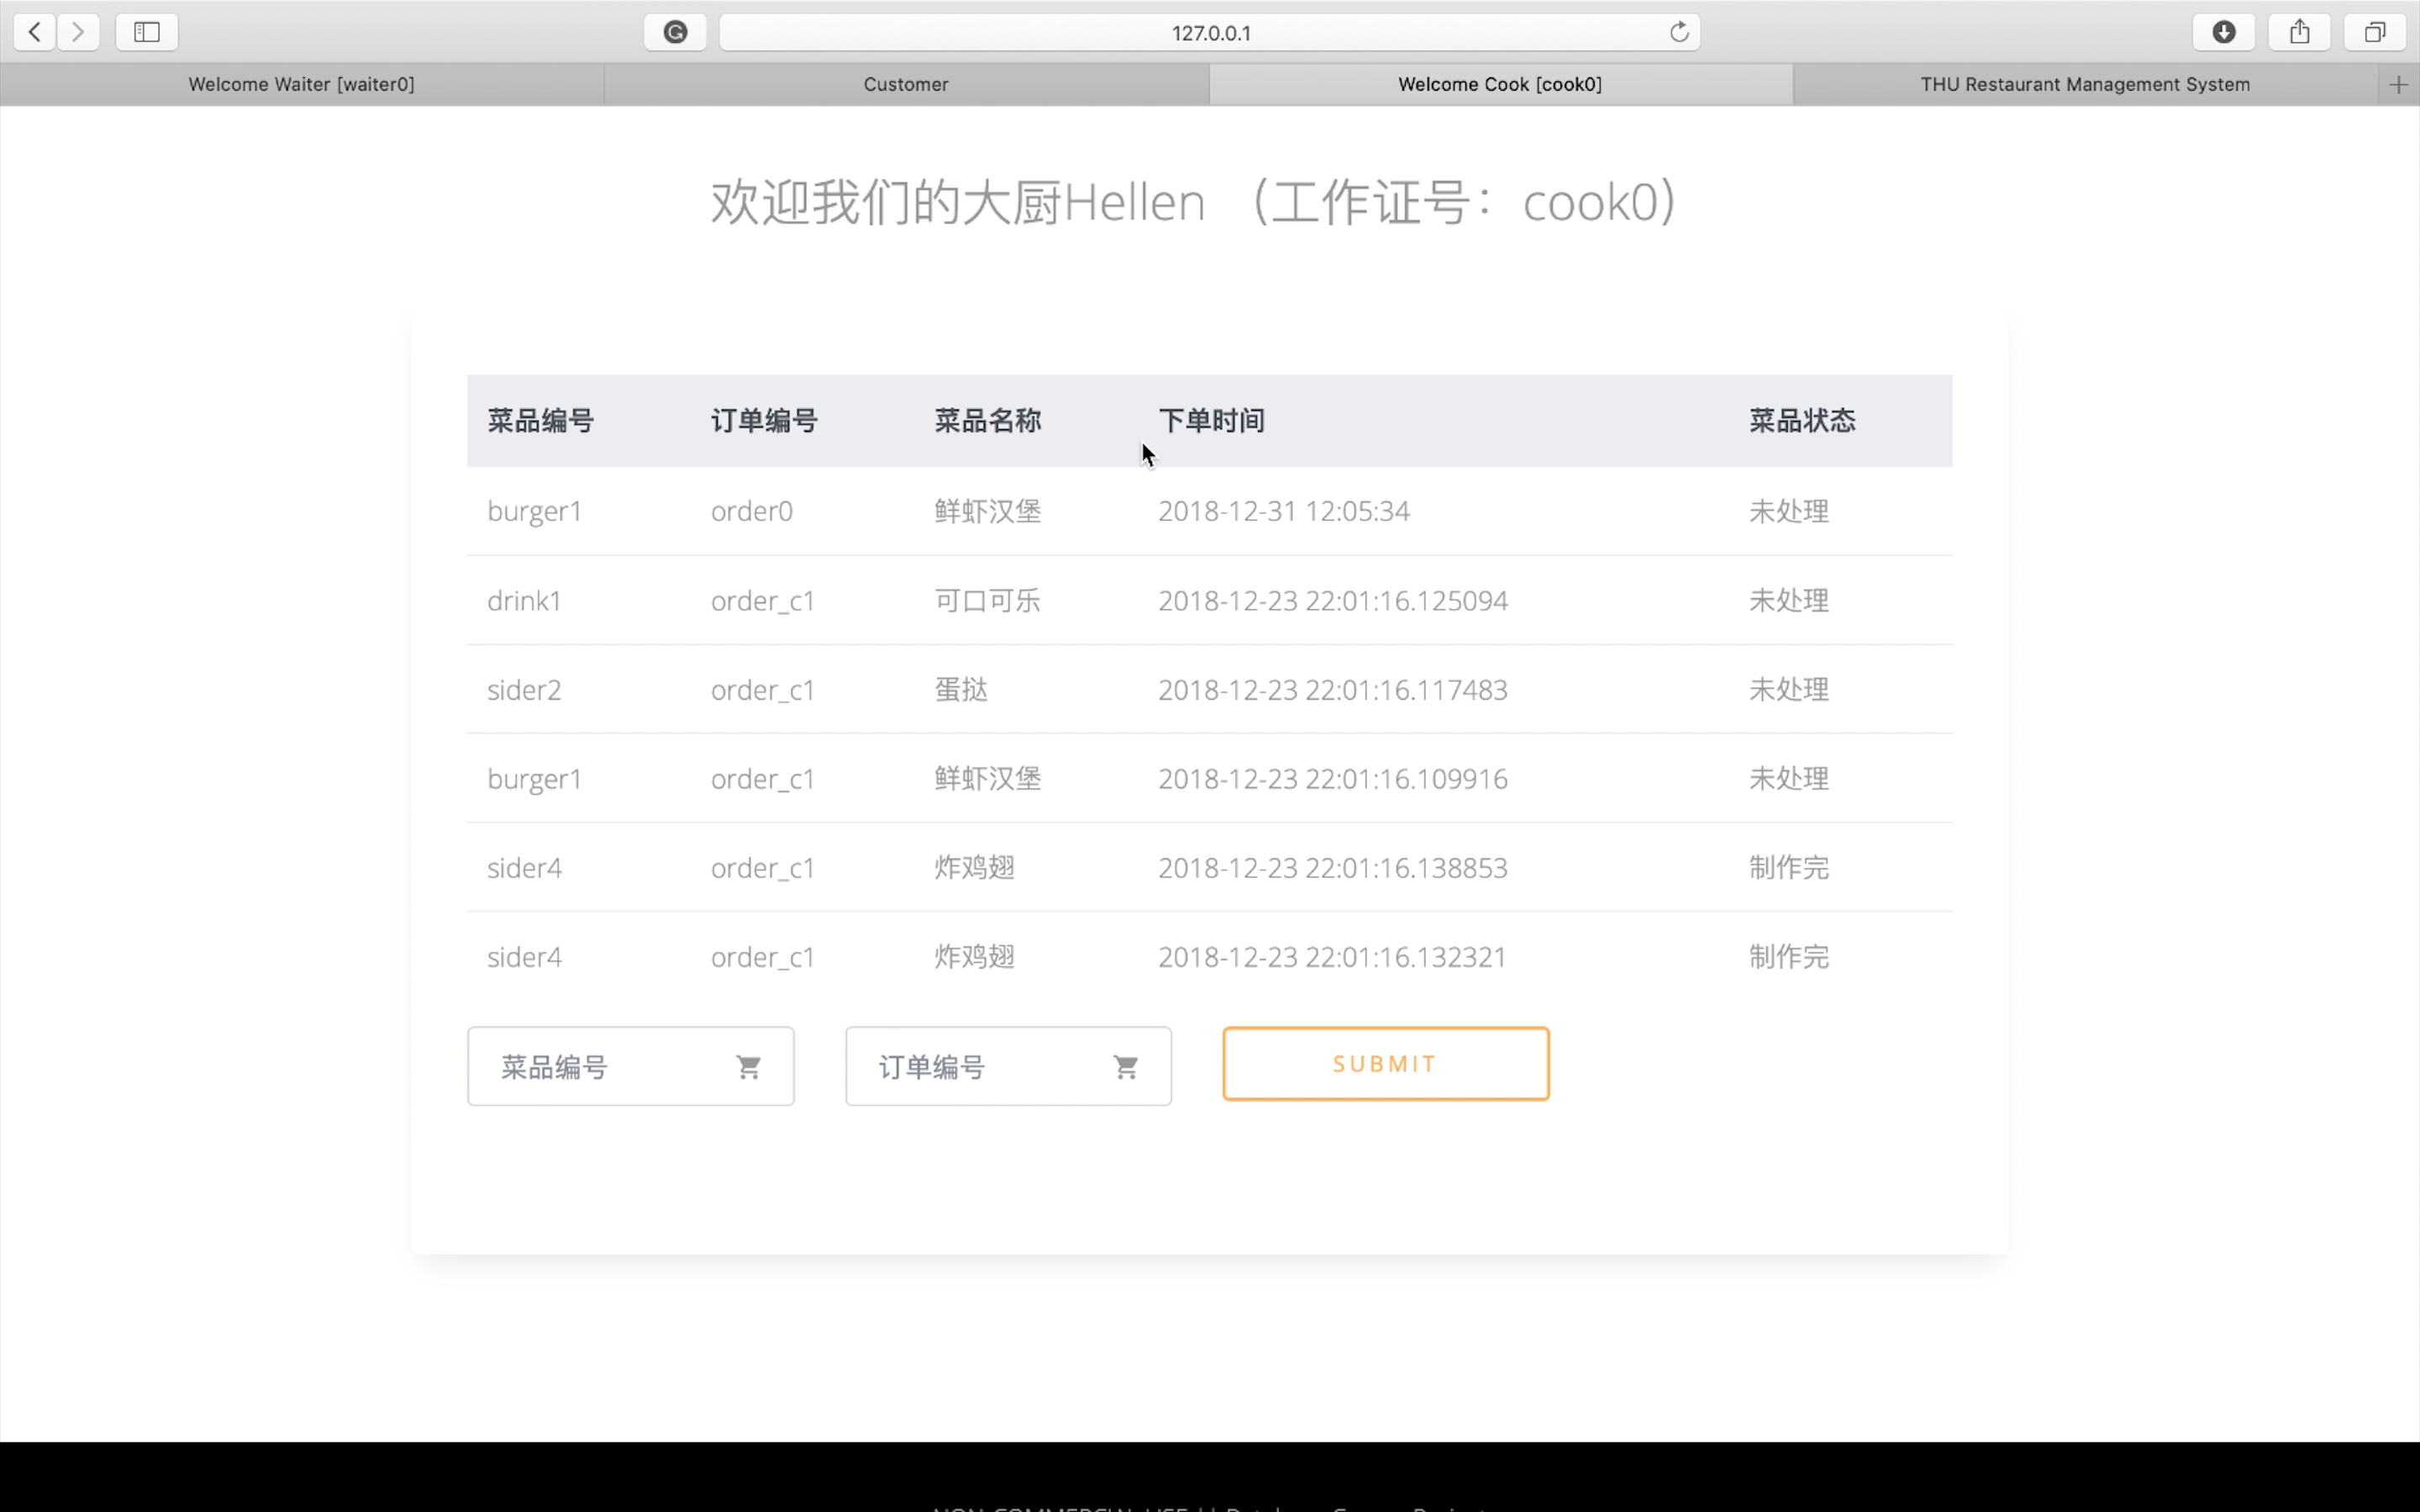 127.0.0.1
Welcome Waiter [waiter0] Customer Welcome Cook [cook0] THU Restaurant Management System
欢迎我们的大厨Hellen （工作证号：cook0）
菜品编号 订单编号 菜品名称 下单时间 菜品状态
burger1 order0 鲜虾汉堡 2018-12-31 12:05:34 未处理
drink1 order_c1 可口可乐 2018-12-23 22:01:16.125094 未处理
sider2 order_c1 蛋挞 2018-12-23 22:01:16.117483 未处理
burger1 order_c1 鲜虾汉堡 2018-12-23 22:01:16.109916 未处理
sider4 order_c1 炸鸡翅 2018-12-23 22:01:16.138853 制作完
sider4 order_c1 炸鸡翅 2018-12-23 22:01:16.132321 制作完
菜品编号 订单编号 SUBMIT